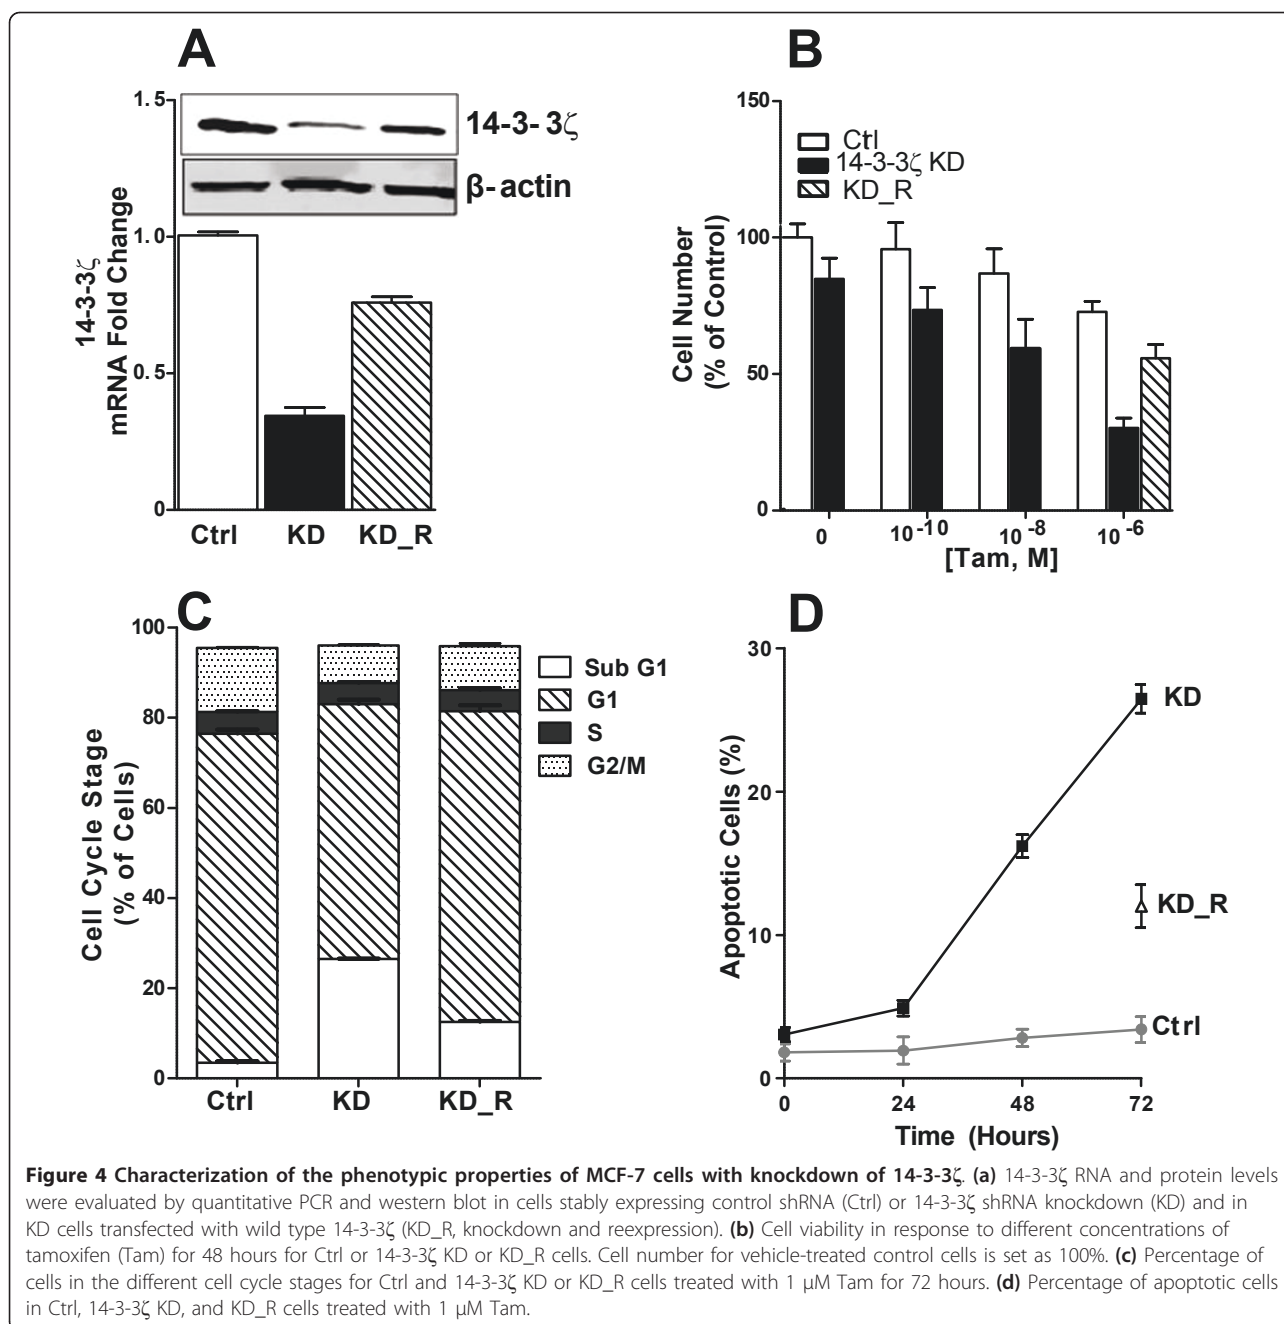 A
1.5
1.0
0.5
0
14-3-3ζ
mRNA Fold Change
14-3-3ζ
β-actin
Ctrl KD KD_R
B
150
100
50
0
Cell Number
(% of Control)
Ctl
14-3-3ζ KD
KD_R
0 10-10 10-8 10-6
[Tam, M]
C
100
80
60
40
20
0
Cell Cycle Stage
(% of Cells)
Sub G1
G1
S
G2/M
Ctrl KD KD_R
D
30
20
10
0
Apoptotic Cells (%)
KD
KD_R
Ctrl
0 24 48 72
Time (Hours)
Figure 4 Characterization of the phenotypic properties of MCF-7 cells with knockdown of 14-3-3ζ. (a) 14-3-3ζ RNA and protein levels
were evaluated by quantitative PCR and western blot in cells stably expressing control shRNA (Ctrl) or 14-3-3ζ shRNA knockdown (KD) and in
KD cells transfected with wild type 14-3-3ζ (KD_R, knockdown and reexpression). (b) Cell viability in response to different concentrations of
tamoxifen (Tam) for 48 hours for Ctrl or 14-3-3ζ KD or KD_R cells. Cell number for vehicle-treated control cells is set as 100%. (c) Percentage of
cells in the different cell cycle stages for Ctrl and 14-3-3ζ KD or KD_R cells treated with 1 μM Tam for 72 hours. (d) Percentage of apoptotic cells
in Ctrl, 14-3-3ζ KD, and KD_R cells treated with 1 μM Tam.